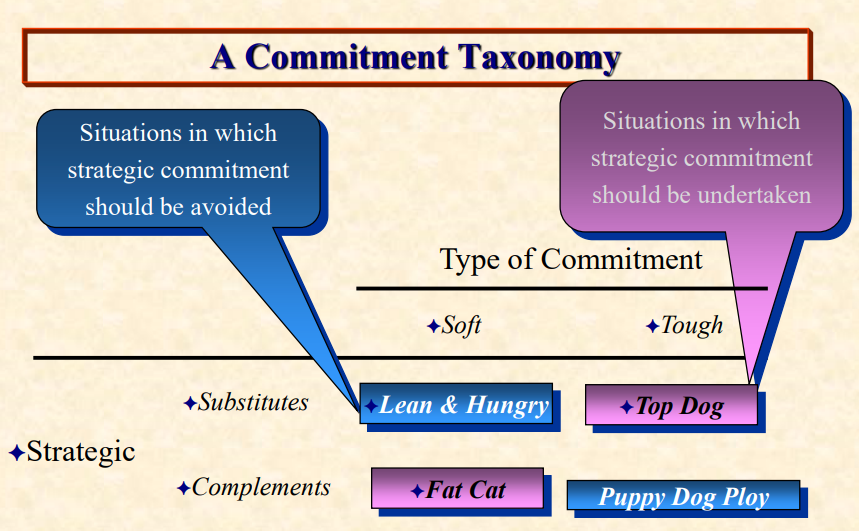 A Commitment Taxonomy
Situations in which
strategic commitment
should be avoided
Situations in which
strategic commitment
should be undertaken
Type of Commitment
✦Soft
✦Tough
✦Substitutes
✦Lean & Hungry
✦Top Dog
✦Strategic
✦Complements
✦Fat Cat
Puppy Dog Ploy